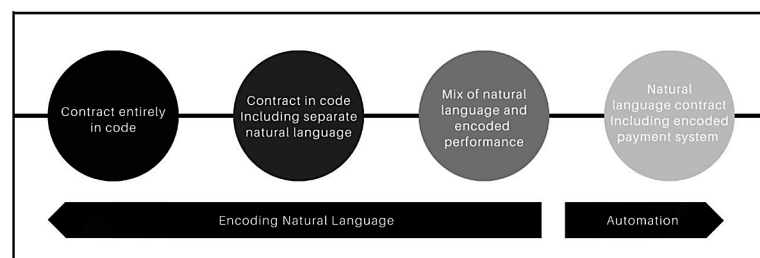 Contract entirely
in code
Contract in code
Including separate
natural language
Mix of natural
language and
encoded
performance
Natural
language contract
Including encoded
payment system
Encoding Natural Language
Automation